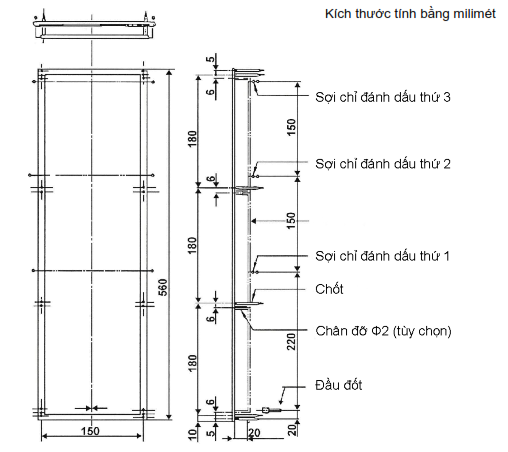 Kích thước tính bằng milimét
5
6
Sợi chỉ đánh dấu thứ 3
180
150
Sợi chỉ đánh dấu thứ 2
6
150
180
560
Sợi chỉ đánh dấu thứ 1
Chốt
6
Chân đỡ Φ2 (tùy chọn)
220
180
Đầu đốt
6
150
10
5
20
20